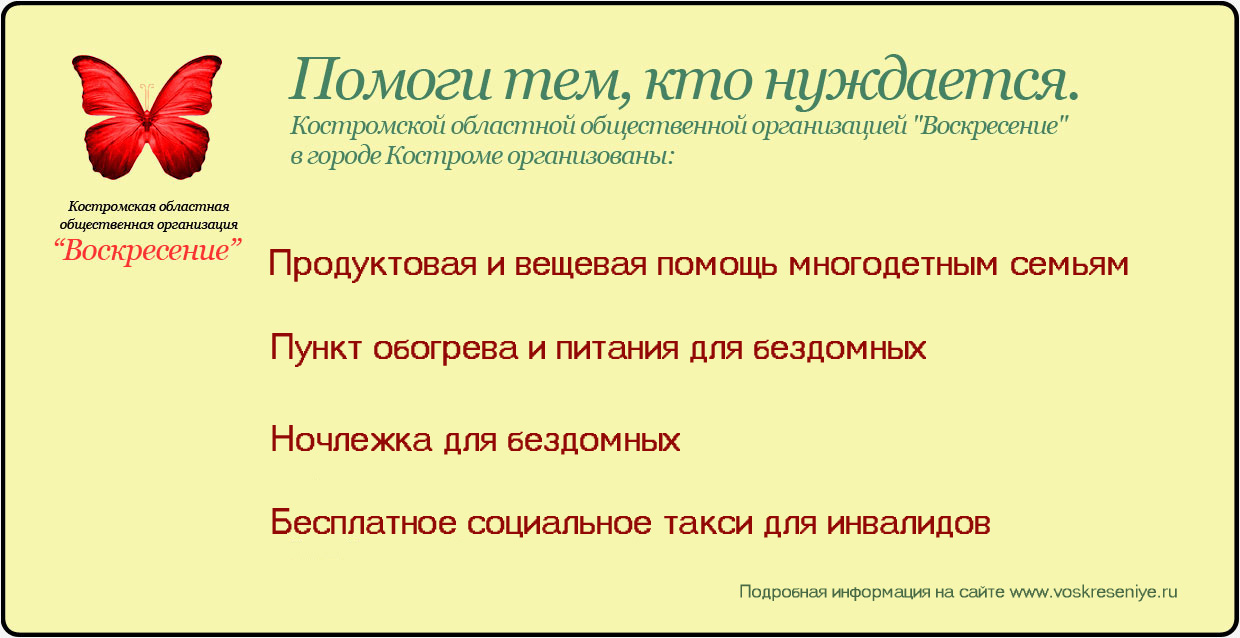 Помоги тем, кто нуждается.
Костромской областной общественной организацией "Воскресение"
в городе Костроме организованы:
Костромская областная
общественная организация
“Воскресение”
Продуктовая и вещевая помощь многодетным семьям
Пункт обогрева и питания для бездомных
Ночлежка для бездомных
Бесплатное социальное такси для инвалидов
Подробная информация на сайте www.voskreseniye.ru